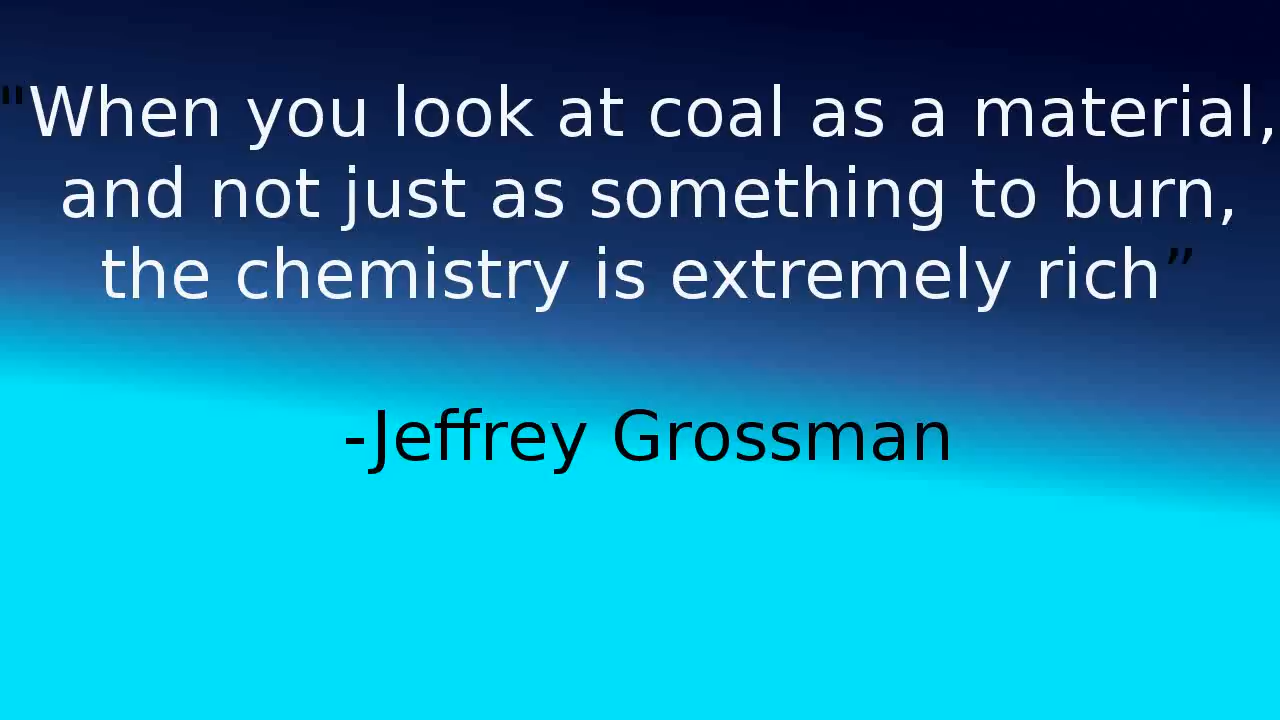 "When you look at coal as a material,
and not just as something to burn,
the chemistry is extremely rich”
-Jeffrey Grossman